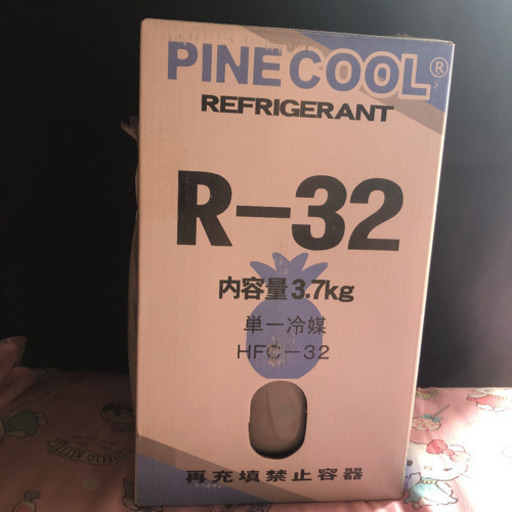 PINE COOL®
REFRIGERANT
R-32
内容量3.7kg
単一冷媒
HFC-32
再充填禁止容器